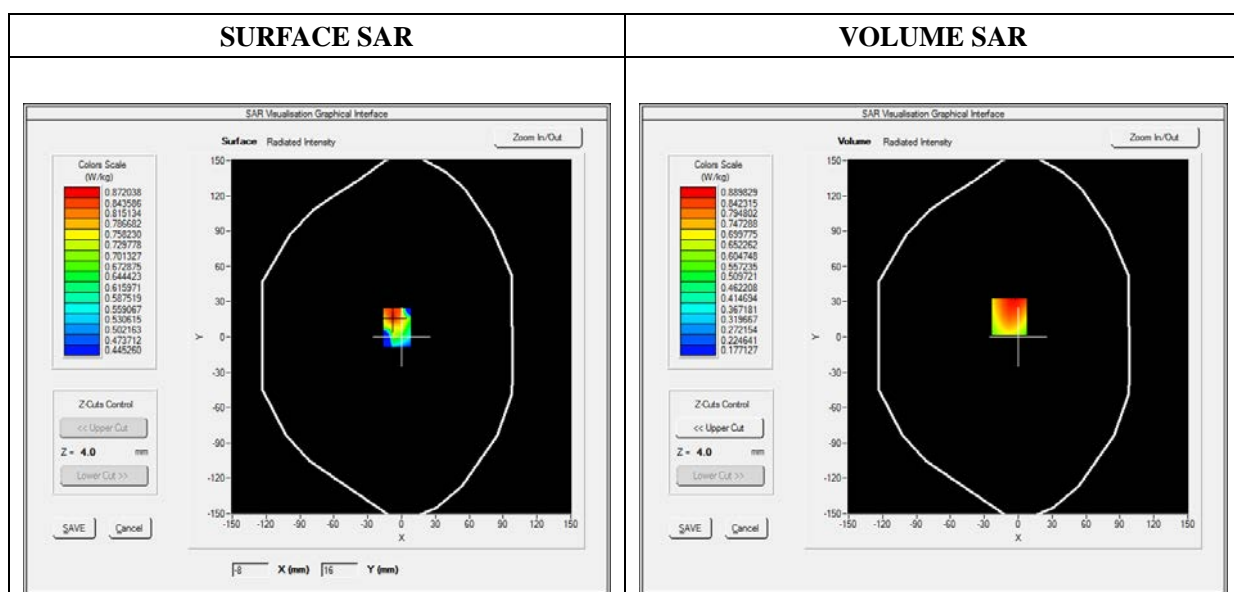 SURFACE SAR
VOLUME SAR
SAR Visualisation Graphical Interface
Surface Radiated Intensity
Zoom In/Out
Colors Scale
(W/kg)
0.872038
0.843586
0.815134
0.786682
0.758230
0.729778
0.701327
0.672875
0.644423
0.615971
0.587519
0.559067
0.530615
0.502163
0.473712
0.445260
Z-Cuts Control
<< Upper Cut
Z = 4.0 mm
Lower Cut >>
SAVE Cancel
150
120
90
60
30
0
-30
-60
-90
-120
-150
Y
-150 -120 -90 -60 -30 0 30 60 90 120 150
X
-8 X (mm) 16 Y (mm)
SAR Visualisation Graphical Interface
Volume Radiated Intensity
Zoom In/Out
Colors Scale
(W/kg)
0.889829
0.842315
0.794802
0.747288
0.699775
0.652262
0.604748
0.557235
0.509721
0.462208
0.414694
0.367181
0.319667
0.272154
0.224641
0.177127
Z-Cuts Control
<< Upper Cut
Z = 4.0 mm
Lower Cut >>
SAVE Cancel
150
120
90
60
30
0
-30
-60
-90
-120
-150
Y
-150 -120 -90 -60 -30 0 30 60 90 120 150
X